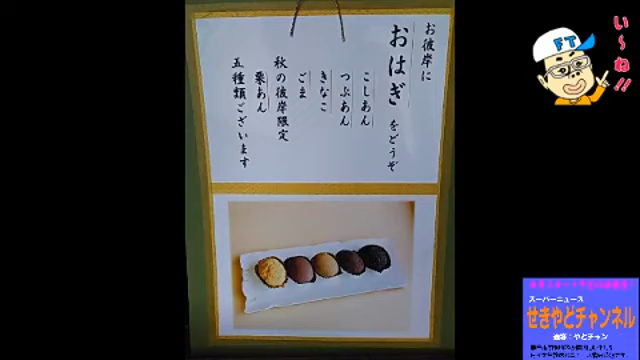 お彼岸に
おはぎ をどうぞ
こしあん
つぶあん
きなこ
ごま
秋の彼岸限定
栗あん
五種類ございます
FT
い～ね!!
スーパーニュース
せきやどチャンネル